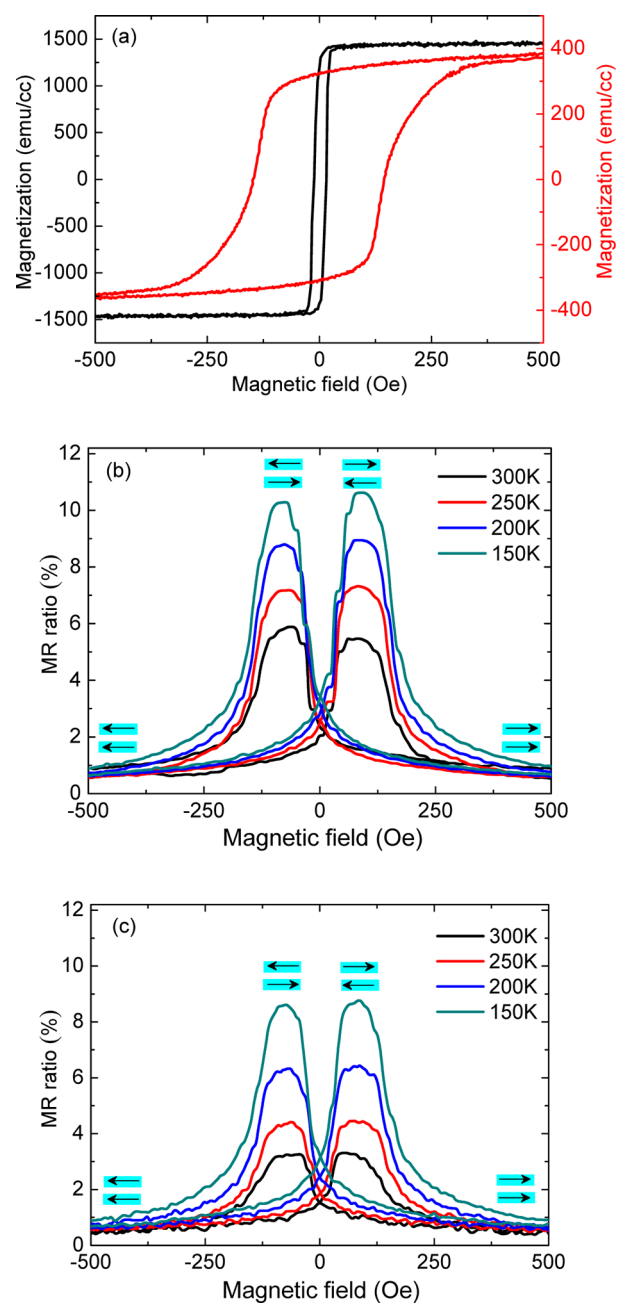 (a)
1500
1000
500
0
-500
-1000
-1500
Magnetization (emu/cc)
400
200
0
-200
-400
Magnetization (emu/cc)
-500
-250
0
250
500
Magnetic field (Oe)
(b)
12
10
8
6
4
2
0
MR ratio (%)
300K
250K
200K
150K
-500
-250
0
250
500
Magnetic field (Oe)
(c)
12
10
8
6
4
2
0
MR ratio (%)
300K
250K
200K
150K
-500
-250
0
250
500
Magnetic field (Oe)